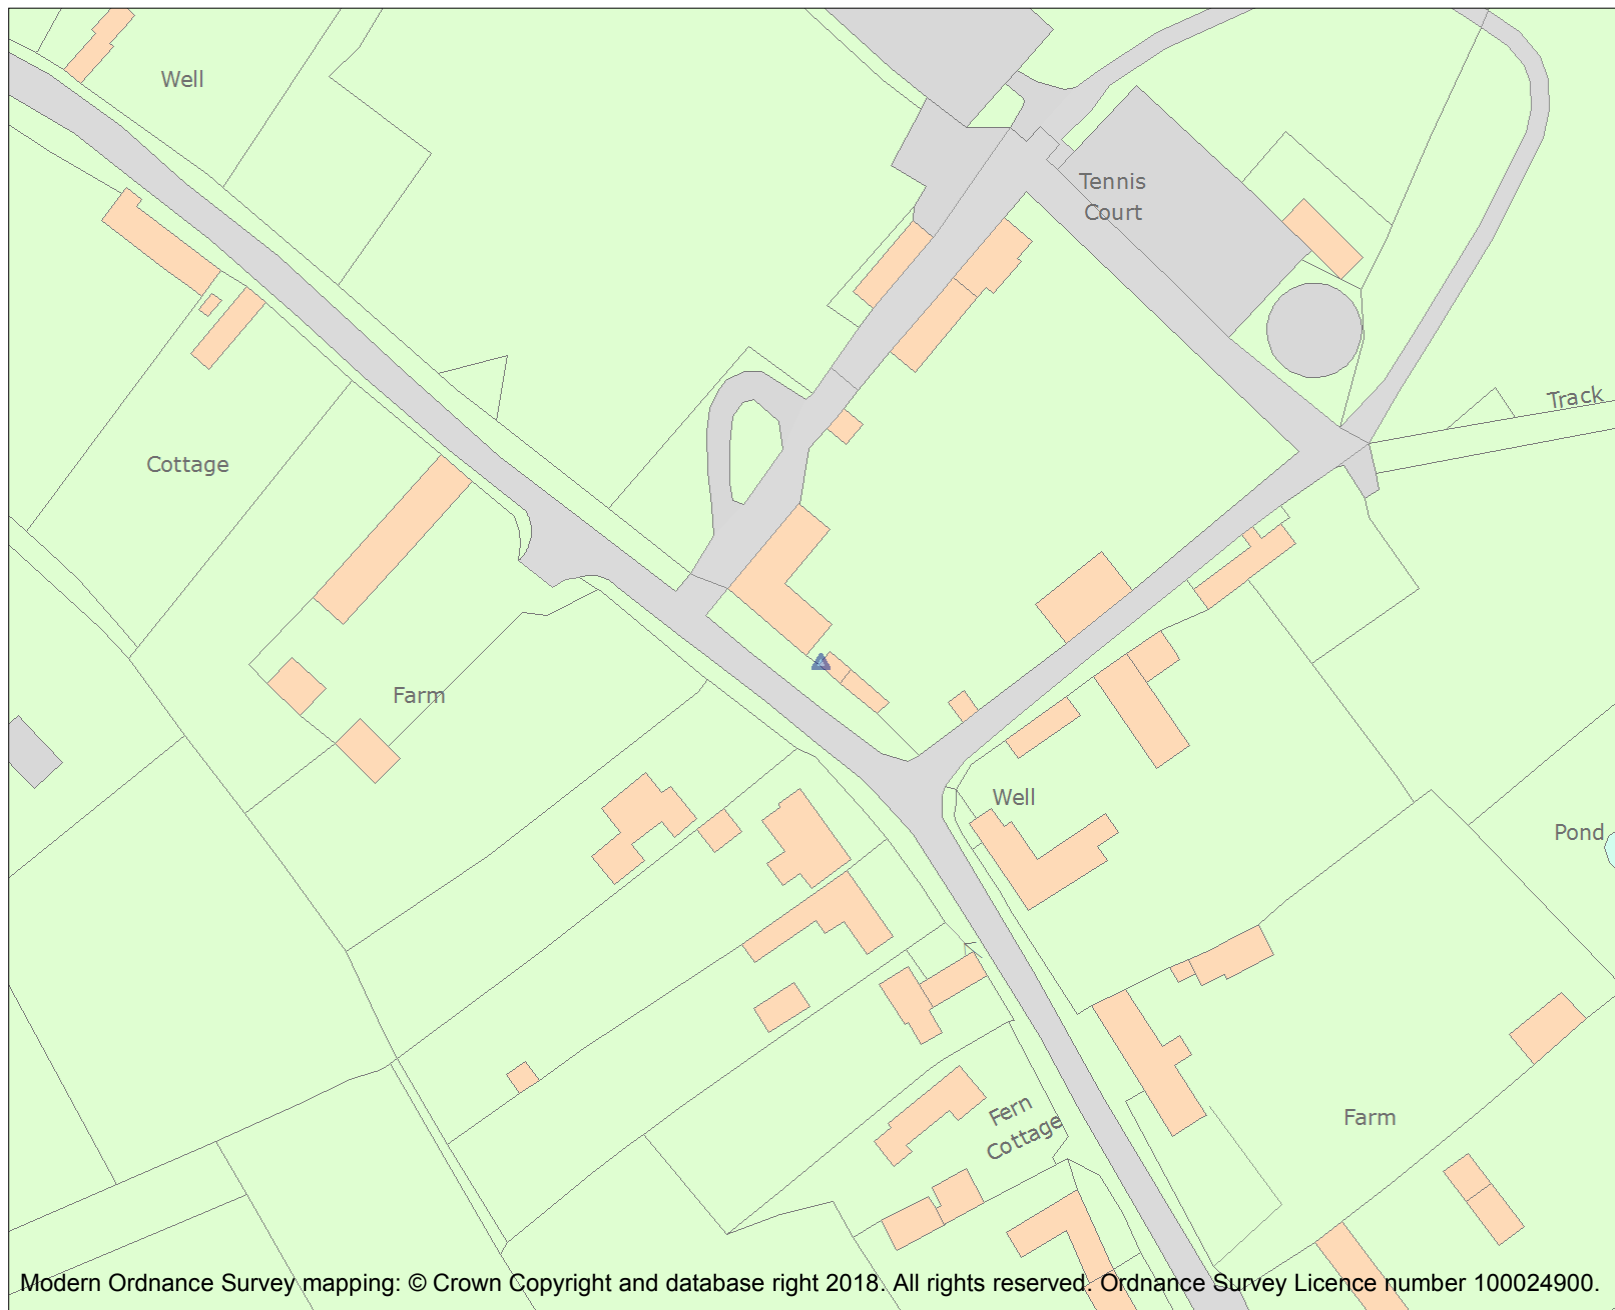 Well
Tennis
Court
Track
Cottage
Farm
Well
Pond
Fern
Cottage
Farm
Modern Ordnance Survey mapping: © Crown Copyright and database right 2018. All rights reserved. Ordnance Survey Licence number 100024900.